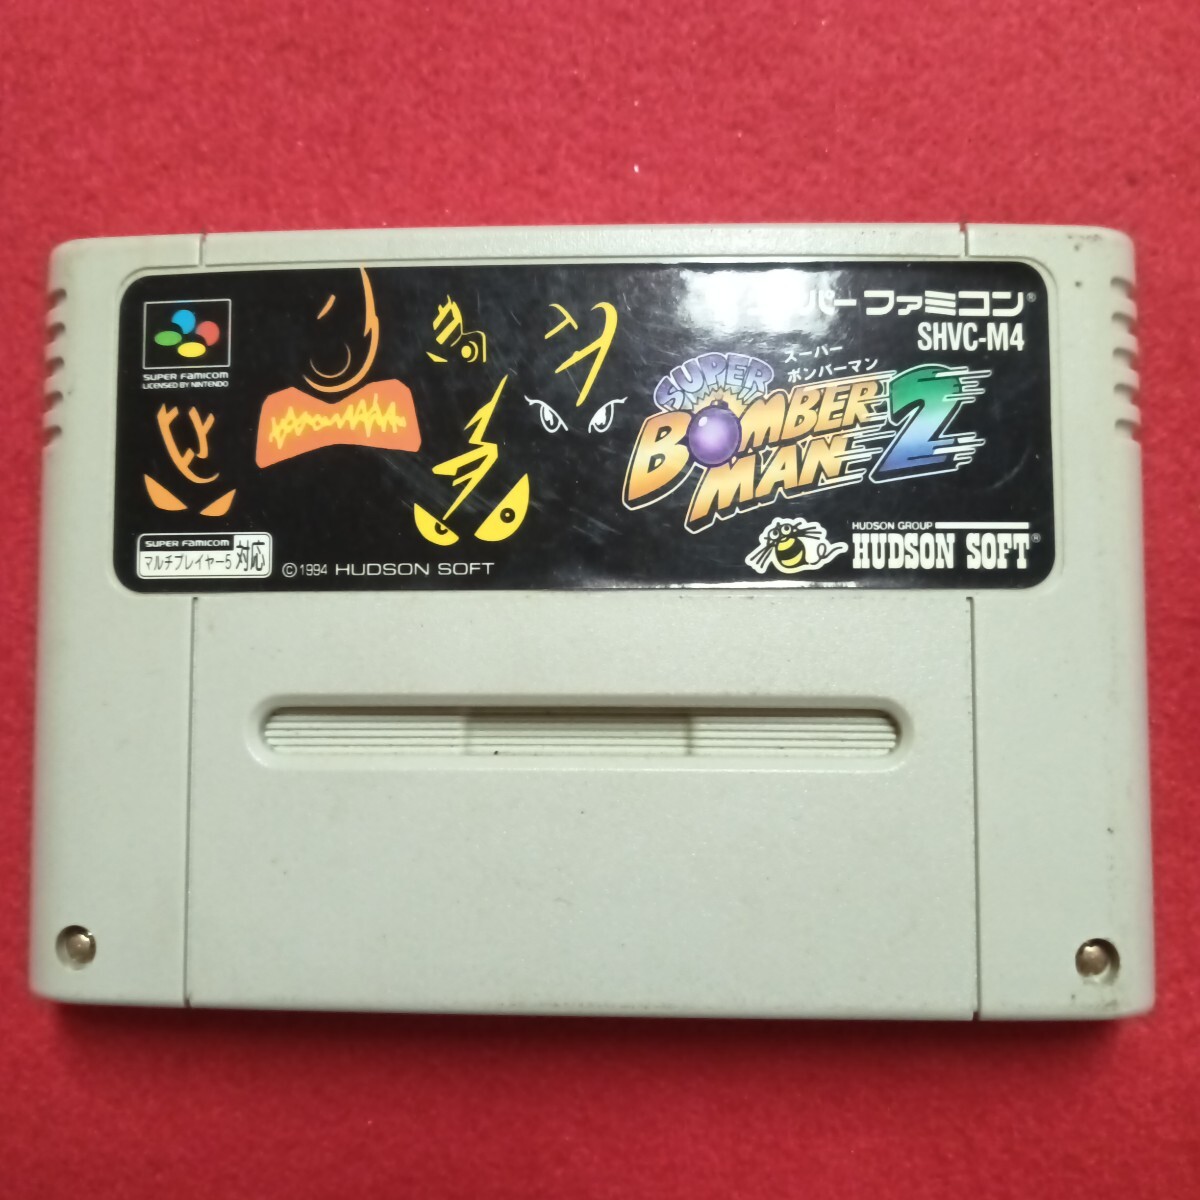 SUPER FAMICOM
LICENSED BY NINTENDO
ーパーファミコン®
SHVC-M4
スーパー
ボンバーマン
SUPER
BOMBER
MAN 2
SUPER FAMICOM
マルチプレイヤー5 対応
©1994 HUDSON SOFT
HUDSON GROUP
HUDSON SOFT®